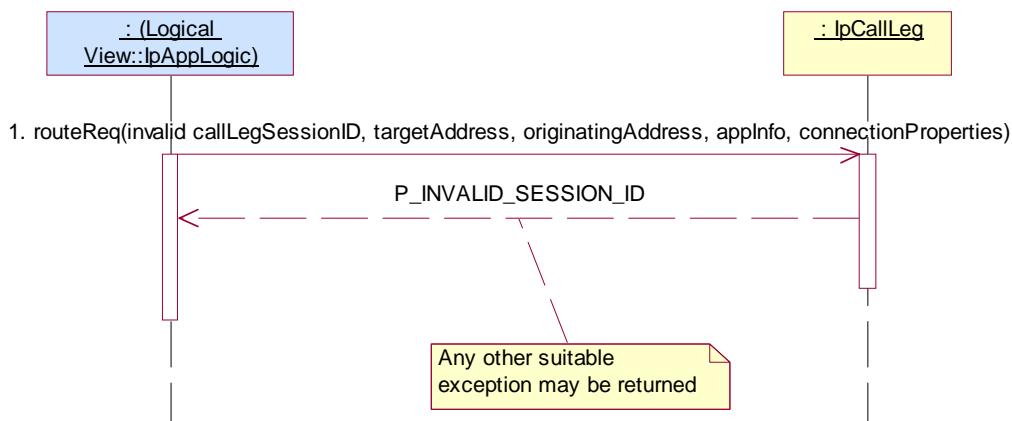 : (Logical
View::IpAppLogic)
: IpCallLeg
1. routeReq(invalid callLegSessionID, targetAddress, originatingAddress, appInfo, connectionProperties)
P_INVALID_SESSION_ID
Any other suitable
exception may be returned